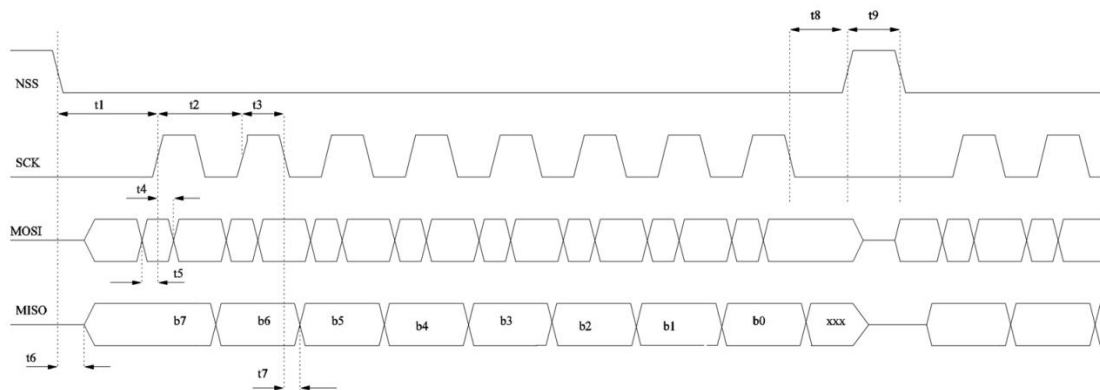 t8 t9
NSS
t1 t2 t3
SCK
t4
MOSI
t5
MISO b7 b6 b5 b4 b3 b2 b1 b0 xxx
t6 t7